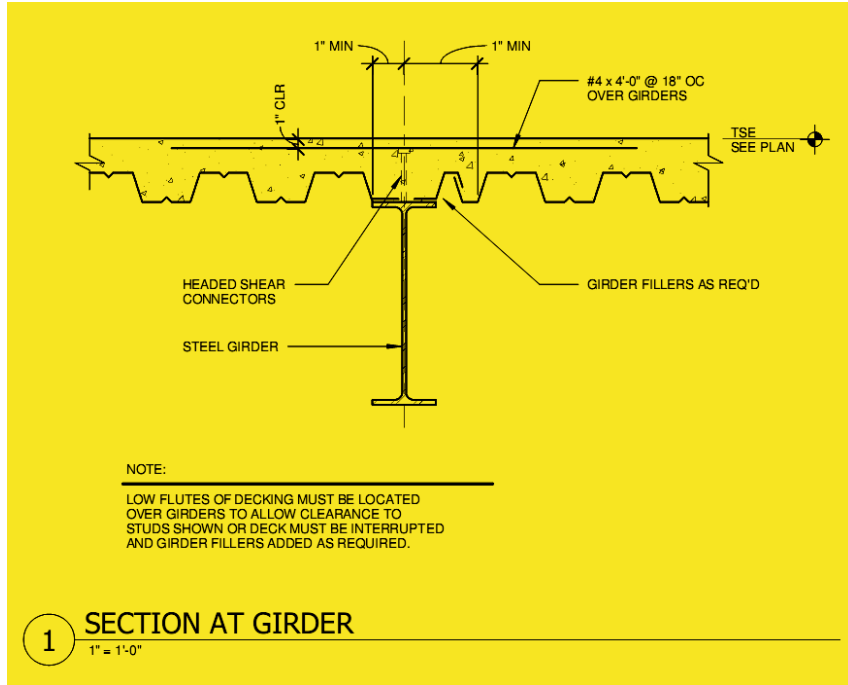 1" MIN
1" MIN
#4 x 4'-0" @ 18" OC
OVER GIRDERS
1" CLR
TSE
SEE PLAN
HEADED SHEAR
CONNECTORS
GIRDER FILLERS AS REQ'D
STEEL GIRDER
NOTE:
LOW FLUTES OF DECKING MUST BE LOCATED
OVER GIRDERS TO ALLOW CLEARANCE TO
STUDS SHOWN OR DECK MUST BE INTERRUPTED
AND GIRDER FILLERS ADDED AS REQUIRED.
1
SECTION AT GIRDER
1" = 1'-0"